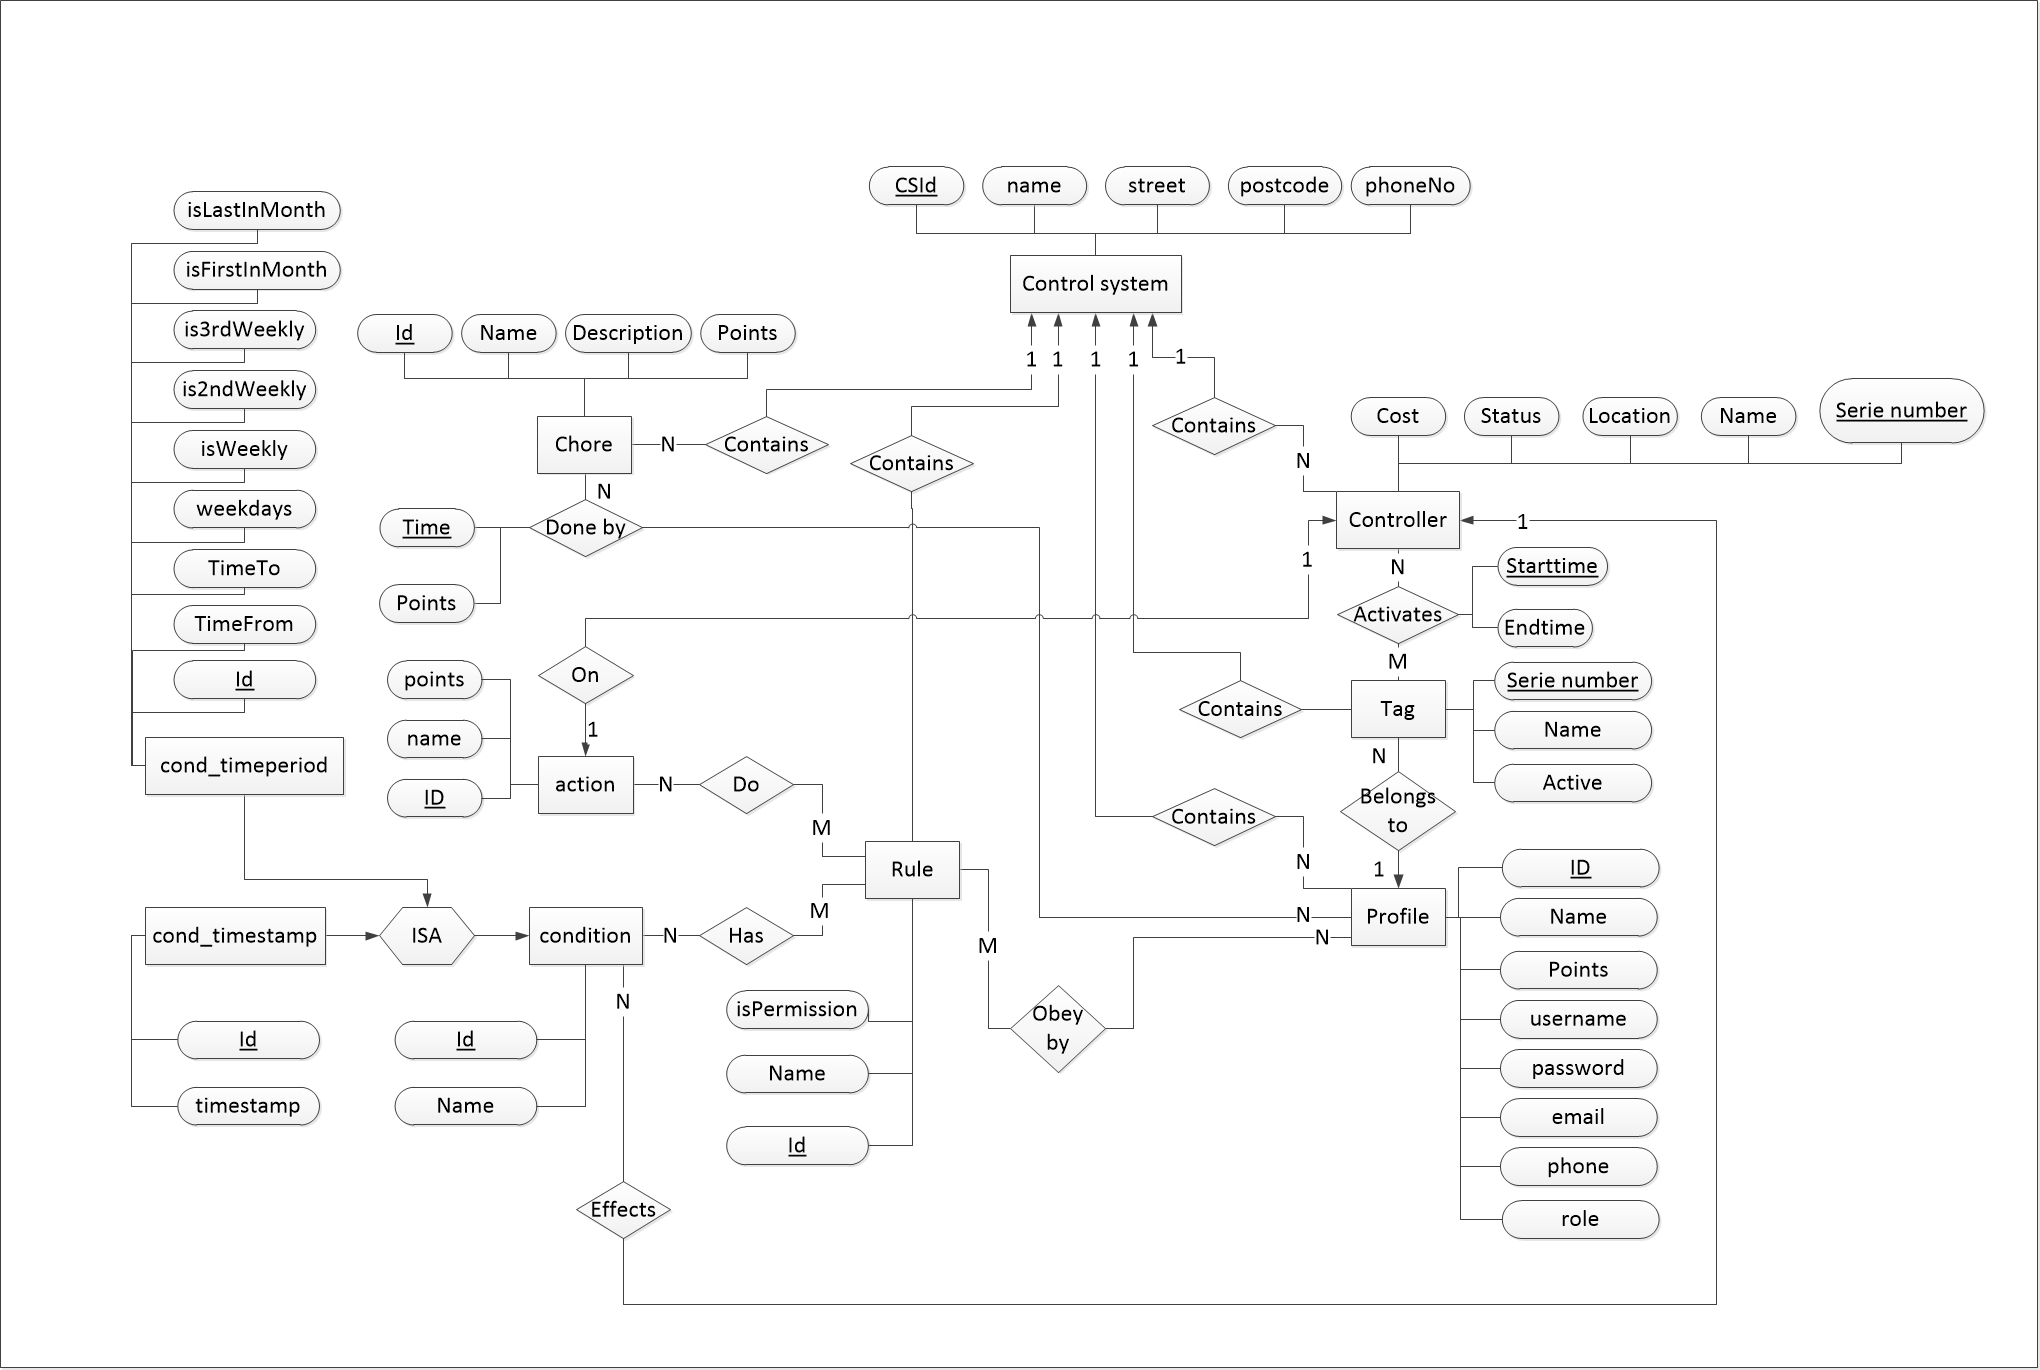 CSId
name
street
postcode
phoneNo
isLastInMonth
isFirstInMonth
Control system
is3rdWeekly
Id
Name
Description
Points
1
1
1
1
1
is2ndWeekly
Cost
Status
Location
Name
Serie number
Contains
isWeekly
Chore
N
Contains
Contains
N
weekdays
N
Time
Done by
Controller
1
1
TimeTo
N
Starttime
Points
TimeFrom
Activates
Endtime
M
Id
points
On
Serie number
Contains
Tag
1
Name
name
N
cond_timeperiod
action
N
Do
Active
ID
Belongs
to
Contains
M
N
1
Rule
ID
M
N
Profile
Name
cond_timestamp
ISA
condition
N
Has
N
M
Points
N
isPermission
Obey
by
username
Id
Id
Name
password
timestamp
Name
email
Id
phone
Effects
role